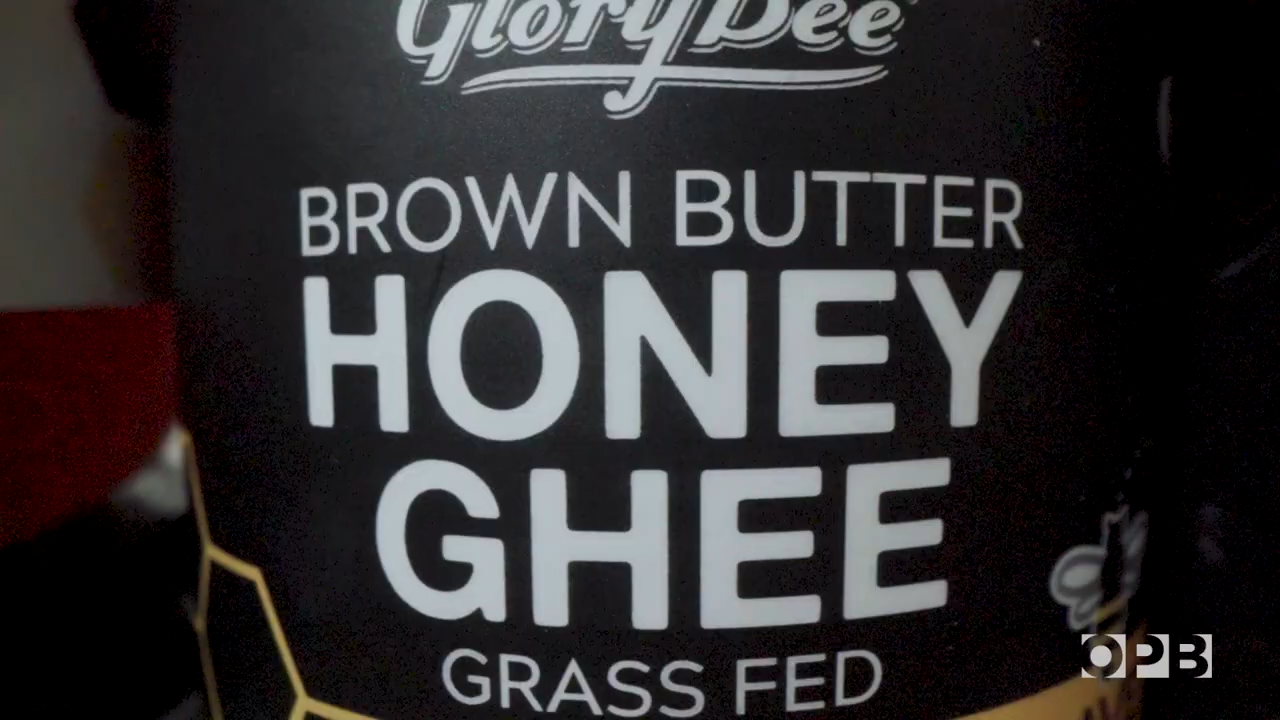 GloryBee
BROWN BUTTER
HONEY
GHEE
GRASS FED
OPB